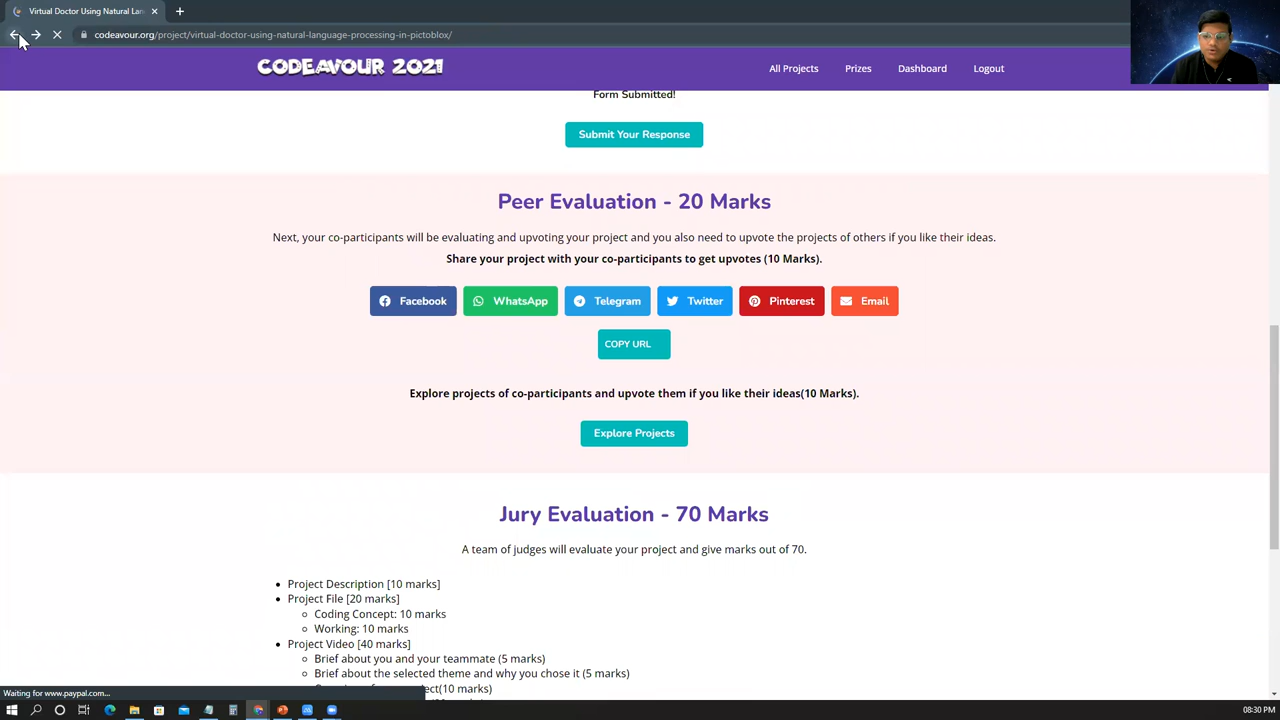 Virtual Doctor Using Natural Lan
codeavour.org/project/virtual-doctor-using-natural-language-processing-in-pictoblox/
CODEAVOUR 2021
All Projects
Prizes
Dashboard
Logout
Form Submitted!
Submit Your Response
Peer Evaluation - 20 Marks
Next, your co-participants will be evaluating and upvoting your project and you also need to upvote the projects of others if you like their ideas.
Share your project with your co-participants to get upvotes (10 Marks).
Facebook
WhatsApp
Telegram
Twitter
Pinterest
Email
COPY URL
Explore projects of co-participants and upvote them if you like their ideas(10 Marks).
Explore Projects
Jury Evaluation - 70 Marks
A team of judges will evaluate your project and give marks out of 70.
Project Description [10 marks]
Project File [20 marks]
Coding Concept: 10 marks
Working: 10 marks
Project Video [40 marks]
Brief about you and your teammate (5 marks)
Brief about the selected theme and why you chose it (5 marks)
(10 marks)
Waiting for www.paypal.com...
08:30 PM